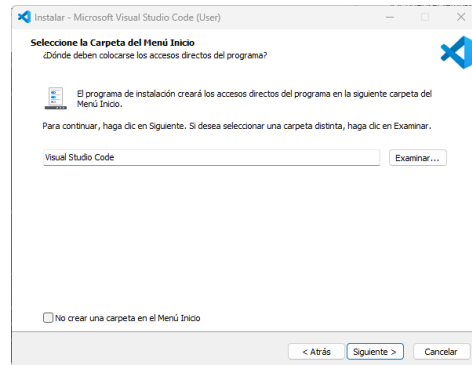 Instalar - Microsoft Visual Studio Code (User)
Seleccione la Carpeta del Menú Inicio
¿Dónde deben colocarse los accesos directos del programa?
El programa de instalación creará los accesos directos del programa en la siguiente carpeta del
Menú Inicio.
Para continuar, haga clic en Siguiente. Si desea seleccionar una carpeta distinta, haga clic en Examinar.
Visual Studio Code
Examinar...
No crear una carpeta en el Menú Inicio
< Atrás
Siguiente >
Cancelar